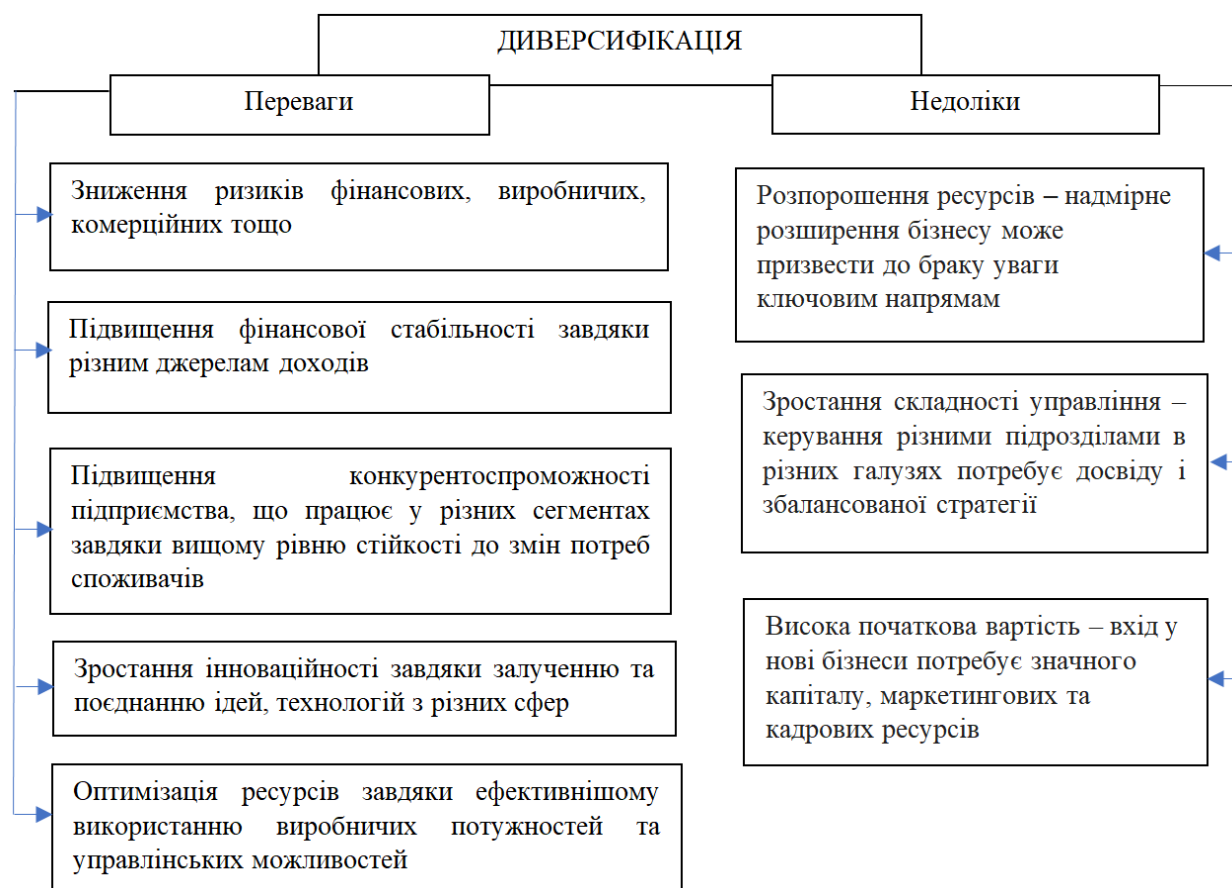 ДИВЕРСИФІКАЦІЯ
Переваги
Зниження ризиків фінансових, виробничих,
комерційних тощо
Підвищення фінансової стабільності завдяки
різним джерелам доходів
Підвищення конкурентоспроможності
підприємства, що працює у різних сегментах
завдяки вищому рівню стійкості до змін потреб
споживачів
Зростання інноваційності завдяки залученню та
поєднанню ідей, технологій з різних сфер
Оптимізація ресурсів завдяки ефективнішому
використанню виробничих потужностей та
управлінських можливостей
Недоліки
Розпорошення ресурсів – надмірне
розширення бізнесу може
призвести до браку уваги
ключовим напрямам
Зростання складності управління –
керування різними підрозділами в
різних галузях потребує досвіду і
збалансованої стратегії
Висока початкова вартість – вхід у
нові бізнеси потребує значного
капіталу, маркетингових та
кадрових ресурсів